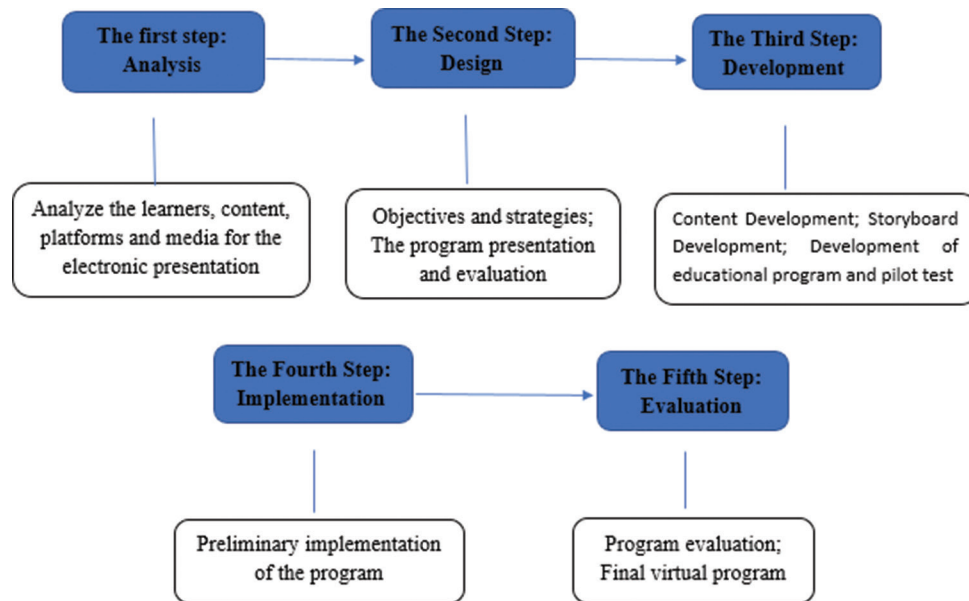 The first step:
Analysis
The Second Step:
Design
The Third Step:
Development
Analyze the learners, content,
platforms and media for the
electronic presentation
Objectives and strategies;
The program presentation
and evaluation
Content Development; Storyboard
Development; Development of
educational program and pilot test
The Fourth Step:
Implementation
The Fifth Step:
Evaluation
Preliminary implementation
of the program
Program evaluation;
Final virtual program